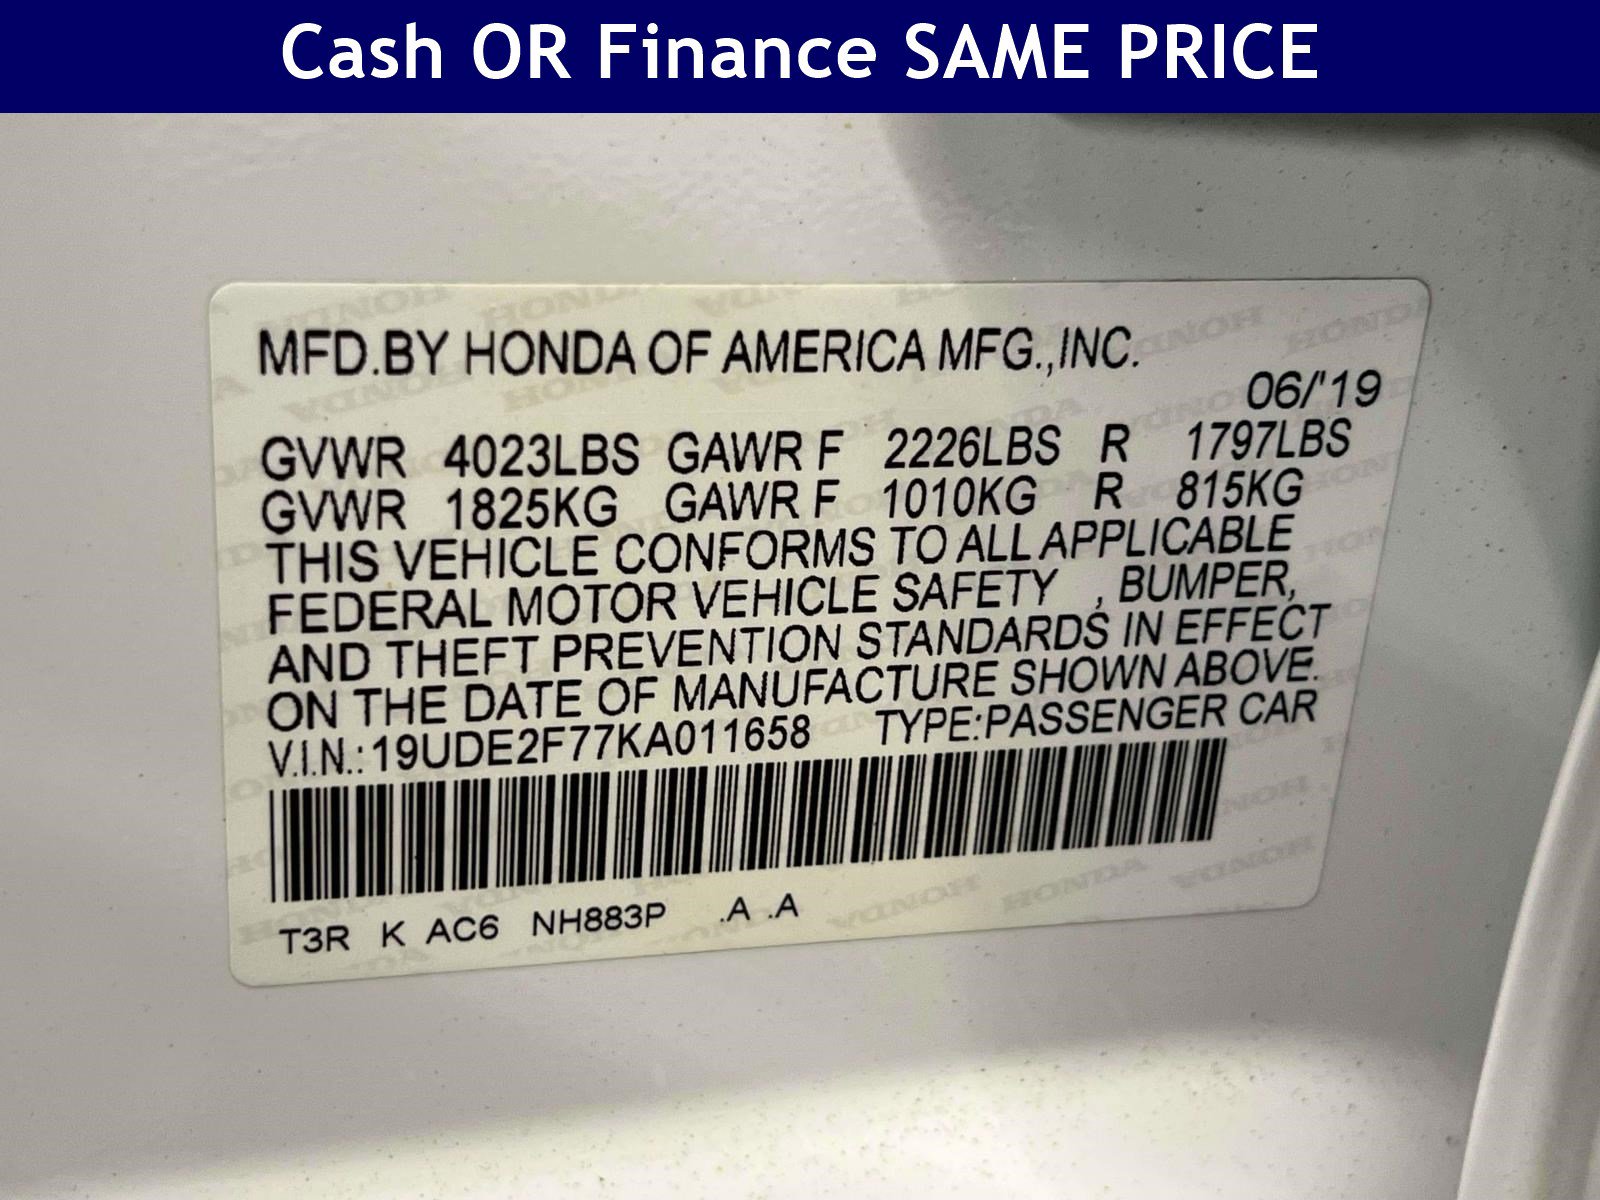 Cash OR Finance SAME PRICE
MFD.BY HONDA OF AMERICA MFG.,INC.
06/'19
GVWR 4023LBS GAWR F 2226LBS R 1797LBS
GVWR 1825KG GAWR F 1010KG R 815KG
THIS VEHICLE CONFORMS TO ALL APPLICABLE
FEDERAL MOTOR VEHICLE SAFETY , BUMPER,
AND THEFT PREVENTION STANDARDS IN EFFECT
ON THE DATE OF MANUFACTURE SHOWN ABOVE.
V.I.N.: 19UDE2F77KA011658 TYPE:PASSENGER CAR
T3R K AC6 NH883P .A .A